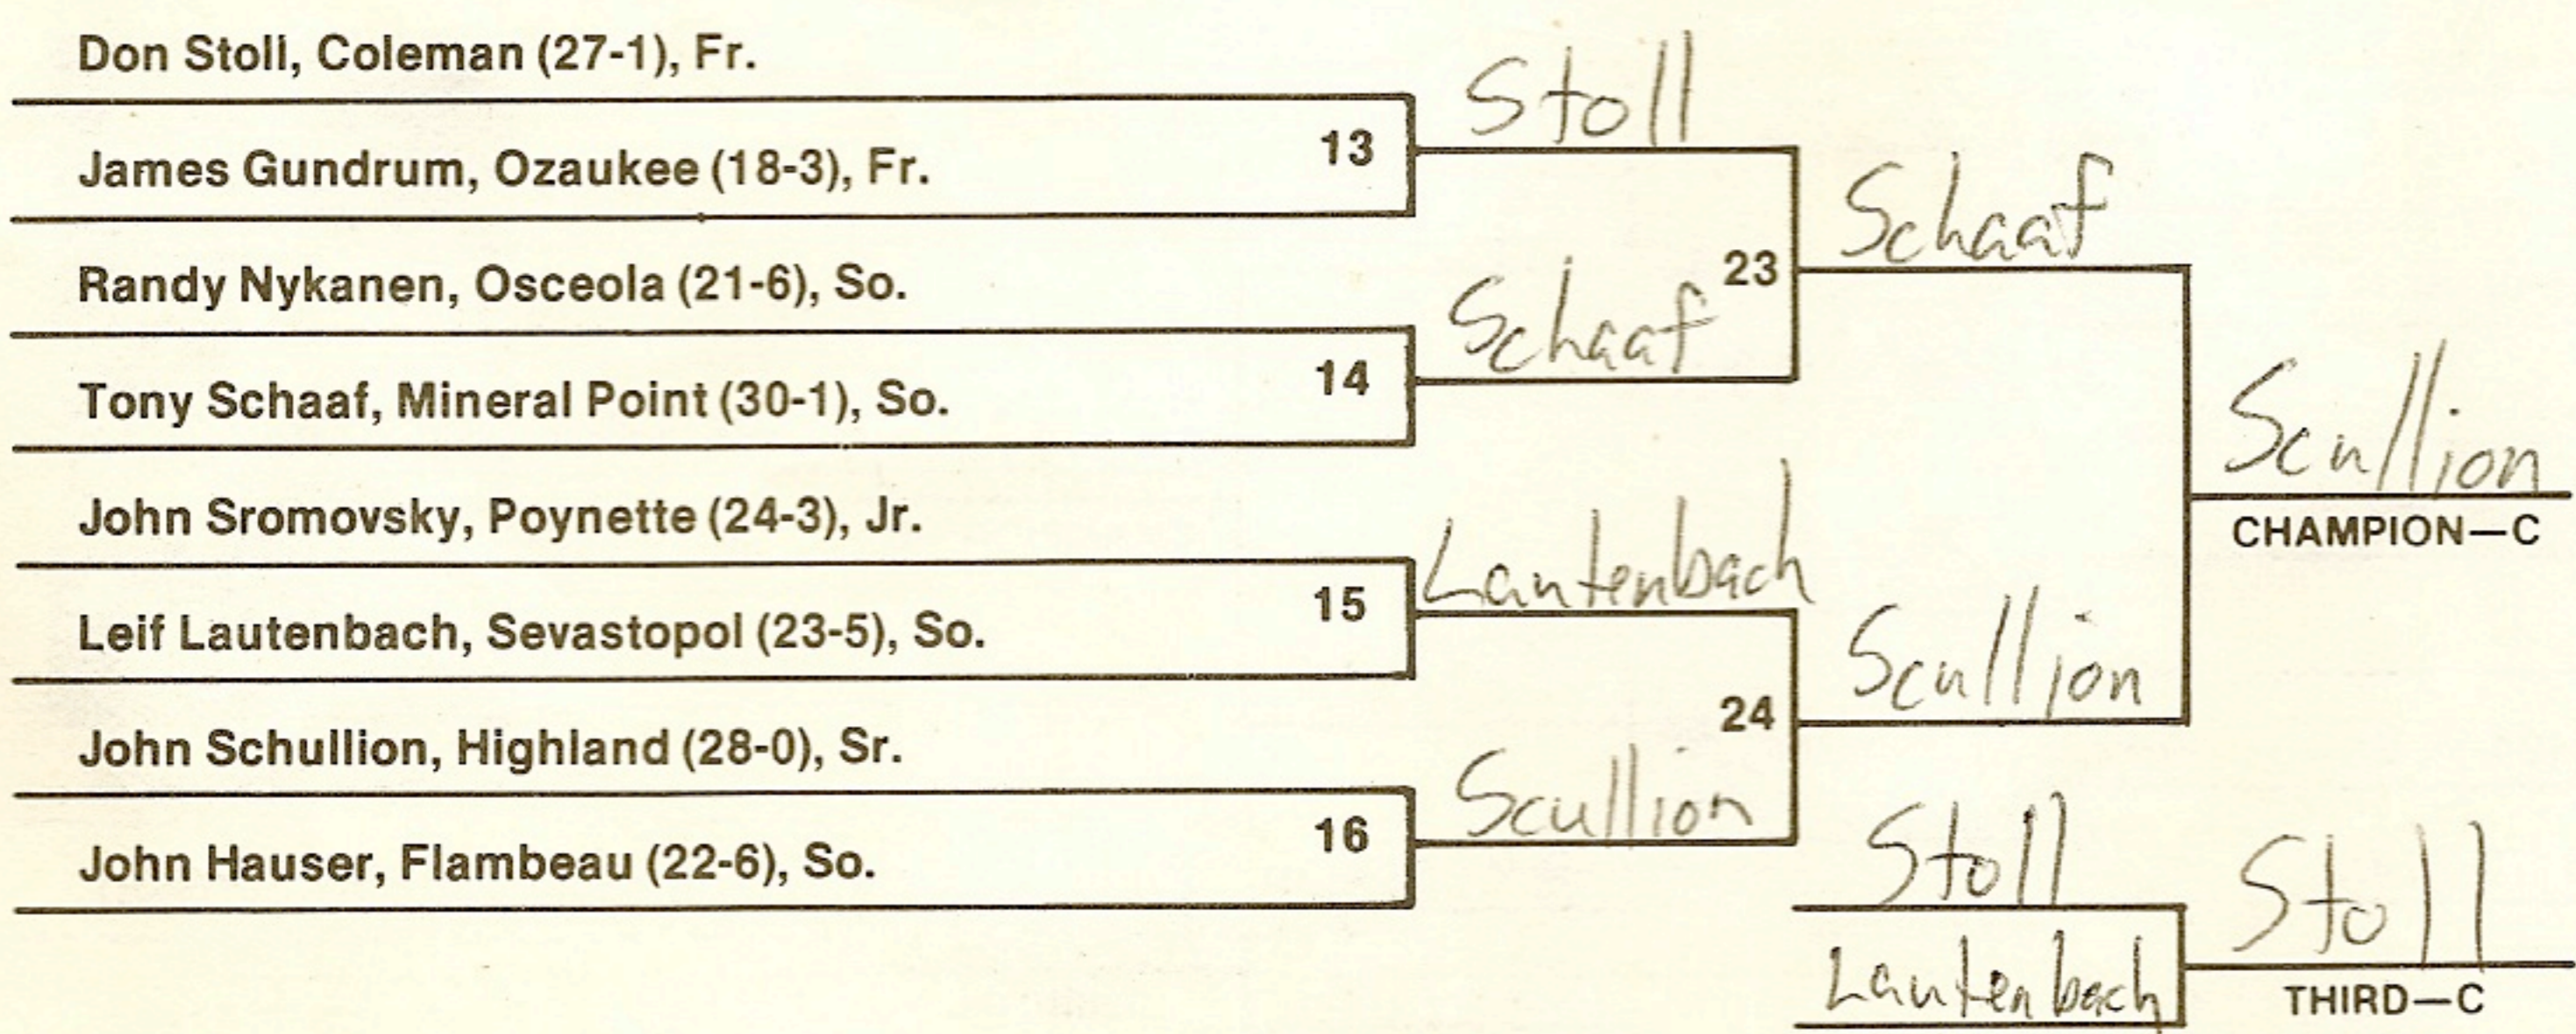 Don Stoll, Coleman (27-1), Fr.
James Gundrum, Ozaukee (18-3), Fr.
Randy Nykanen, Osceola (21-6), So.
Tony Schaaf, Mineral Point (30-1), So.
John Sromovsky, Poynette (24-3), Jr.
Leif Lautenbach, Sevastopol (23-5), So.
John Schullion, Highland (28-0), Sr.
John Hauser, Flambeau (22-6), So.
13
14
15
16
Stoll
Schaaf
Lautenbach
Scullion
23
24
Schaaf
Scullion
Scullion
CHAMPION—C
Stoll
Lautenbach
Stoll
THIRD—C